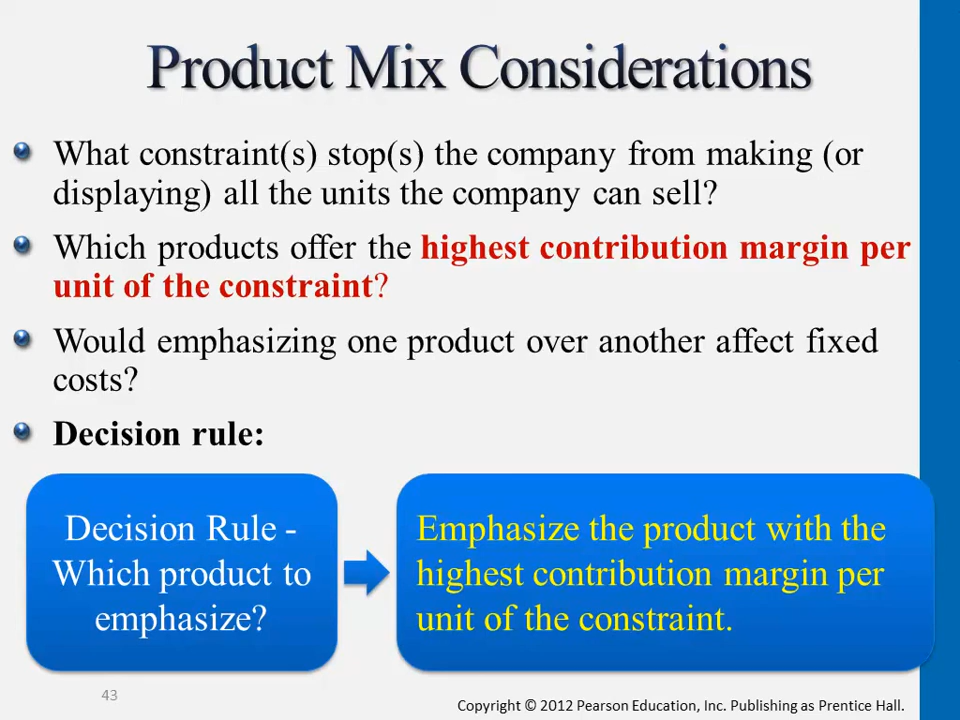 Product Mix Considerations
What constraint(s) stop(s) the company from making (or
displaying) all the units the company can sell?
Which products offer the highest contribution margin per
unit of the constraint?
Would emphasizing one product over another affect fixed
costs?
Decision rule:
Decision Rule -
Which product to
emphasize?
Emphasize the product with the
highest contribution margin per
unit of the constraint.
43
Copyright © 2012 Pearson Education, Inc. Publishing as Prentice Hall.